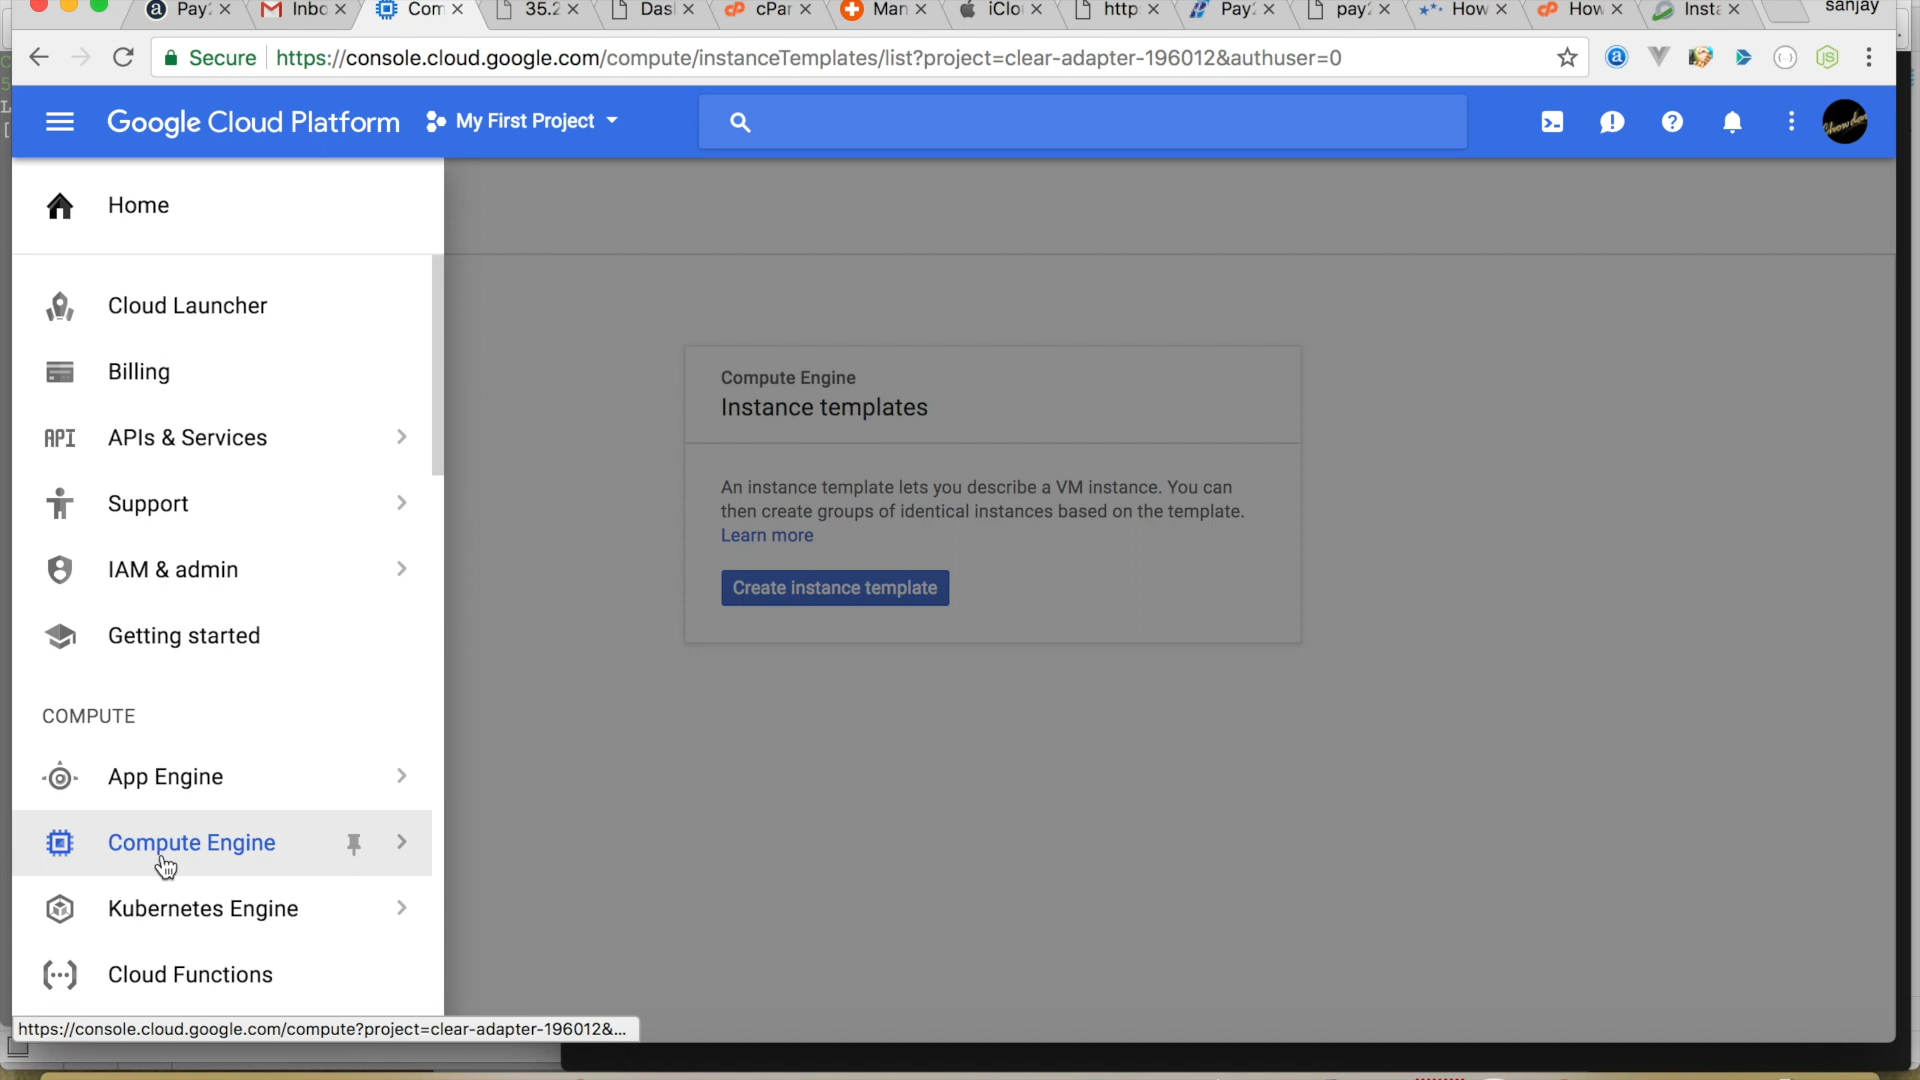 Pay
Inbo
Com
35.2
Das
cPar
Man
iClo
http
Pay
pay
How
How
Insta
sanjay
Secure
https://console.cloud.google.com/compute/instanceTemplates/list?project=clear-adapter-196012&authuser=0
Google Cloud Platform
My First Project
Home
Cloud Launcher
Billing
API
APIs & Services
Support
IAM & admin
Getting started
COMPUTE
App Engine
Compute Engine
Kubernetes Engine
Cloud Functions
https://console.cloud.google.com/compute?project=clear-adapter-196012&...
Compute Engine
Instance templates
An instance template lets you describe a VM instance. You can
then create groups of identical instances based on the template.
Learn more
Create instance template